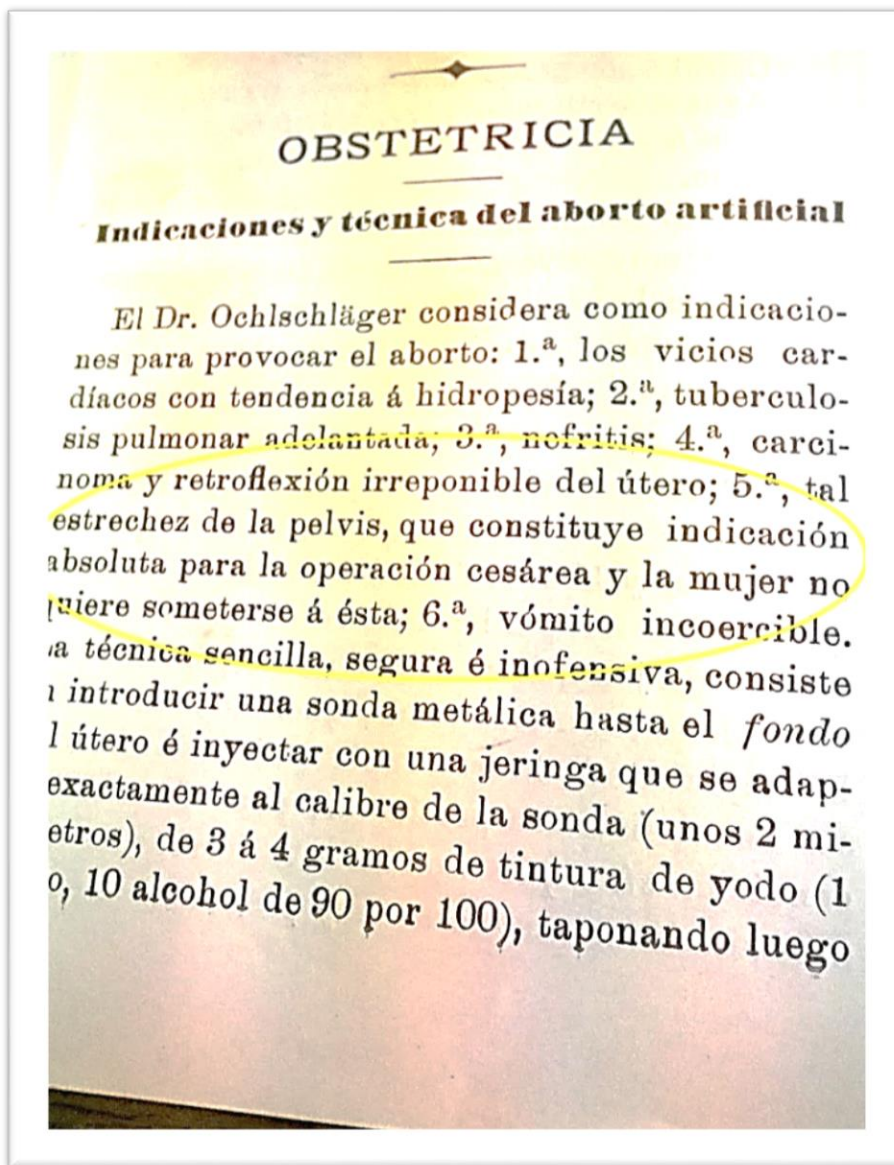 OBSTETRICIA
Indicaciones y técnica del aborto artificial
El Dr. Ochlschläger considera como indicacio-
nes para provocar el aborto: 1.ª, los vicios car-
díacos con tendencia á hidropesía; 2.ª, tuberculo-
sis pulmonar adelantada; 3.ª, nefritis; 4.ª, carci-
noma y retroflexión irreponible del útero; 5.ª, tal
estrechez de la pelvis, que constituye indicación
absoluta para la operación cesárea y la mujer no
quiere someterse á ésta; 6.ª, vómito incoercible.
a técnica sencilla, segura é inofensiva, consiste
introducir una sonda metálica hasta el fondo
l útero é inyectar con una jeringa que se adap-
exactamente al calibre de la sonda (unos 2 mi-
etros), de 3 á 4 gramos de tintura de yodo (1
o, 10 alcohol de 90 por 100), taponando luego